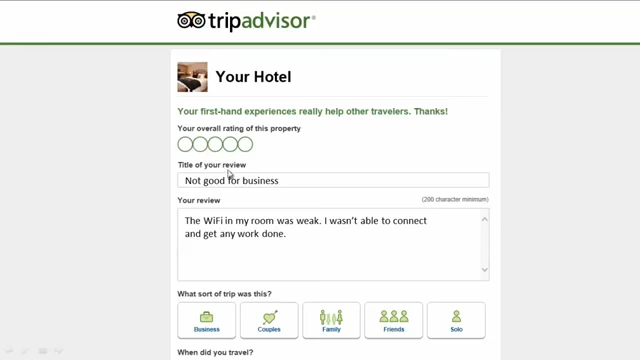 tripadvisor®
Your Hotel
Your first-hand experiences really help other travelers. Thanks!
Your overall rating of this property
Title of your review
Not good for business
Your review (200 character minimum)
The WiFi in my room was weak. I wasn't able to connect
and get any work done.
What sort of trip was this?
Business Couples Family Friends Solo
When did you travel?